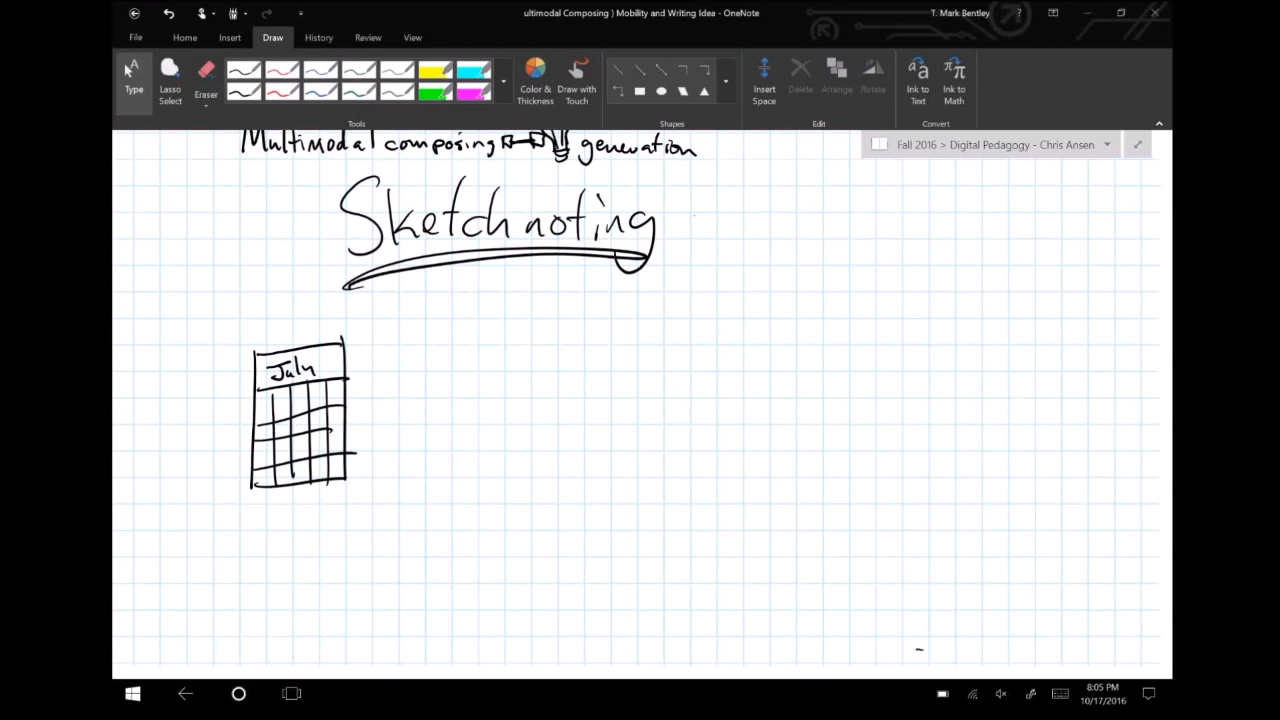 ultimodal Composing ) Mobility and Writing Idea - OneNote
T. Mark Bentley
?
File
Home
Insert
Draw
History
Review
View
Type
Lasso
Select
Eraser
Color &
Thickness
Draw with
Touch
Insert
Space
Delete
Arrange
Rotate
Ink to
Text
Ink to
Math
Tools
Shapes
Edit
Convert
Fall 2016 > Digital Pedagogy - Chris Ansen
Multimodal composing generation
Sketchnoting
July
8:05 PM
10/17/2016